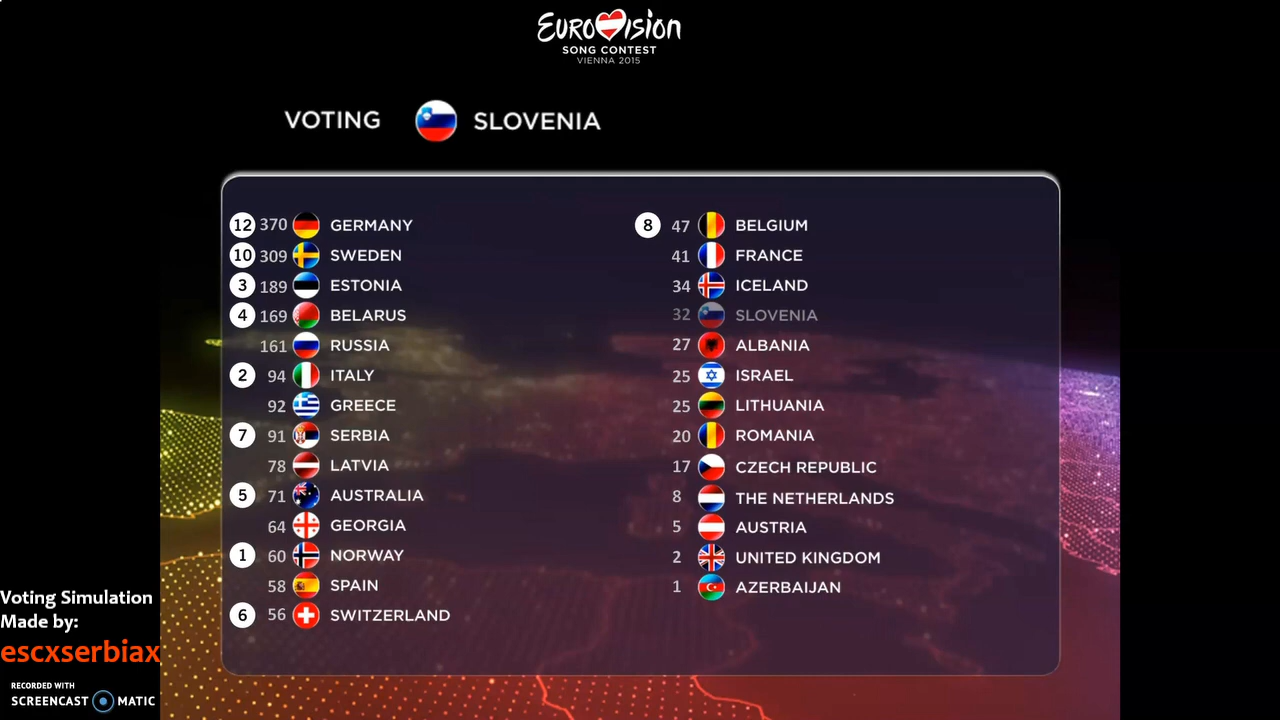 EUROVISION
SONG CONTEST
VIENNA 2015
VOTING SLOVENIA
12 370 GERMANY
10 309 SWEDEN
3 189 ESTONIA
4 169 BELARUS
161 RUSSIA
2 94 ITALY
92 GREECE
7 91 SERBIA
78 LATVIA
5 71 AUSTRALIA
64 GEORGIA
1 60 NORWAY
58 SPAIN
6 56 SWITZERLAND
8 47 BELGIUM
41 FRANCE
34 ICELAND
32 SLOVENIA
27 ALBANIA
25 ISRAEL
25 LITHUANIA
20 ROMANIA
17 CZECH REPUBLIC
8 THE NETHERLANDS
5 AUSTRIA
2 UNITED KINGDOM
1 AZERBAIJAN
Voting Simulation
Made by:
escxserbiax
RECORDED WITH
SCREENCAST MATIC